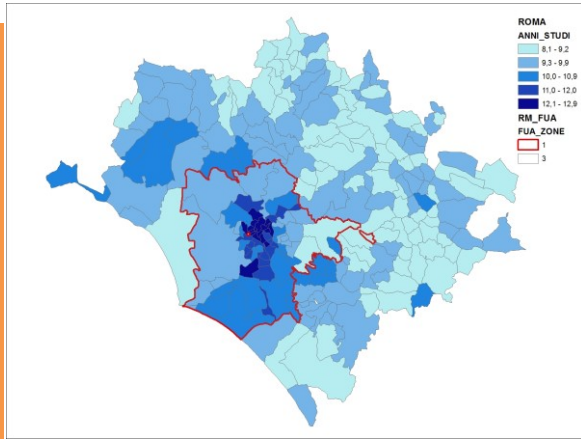 ROMA
ANNI_STUDI
8,1 - 9,2
9,3 - 9,9
10,0 - 10,9
11,0 - 12,0
12,1 - 12,9
RM_FUA
FUA_ZONE
1
3